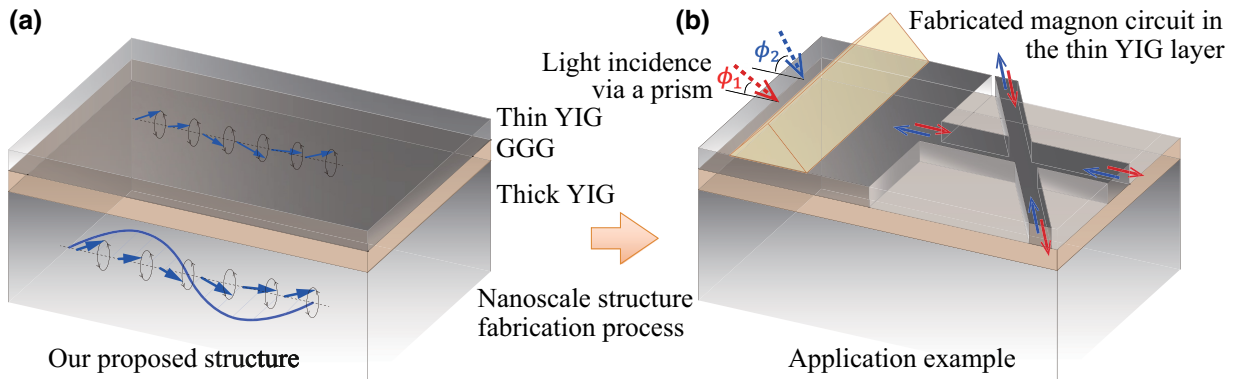 (a)
Thin YIG
GGG
Thick YIG
Our proposed structure
Nanoscale structure
fabrication process
(b)
Light incidence
via a prism
ϕ1
ϕ2
Fabricated magnon circuit in
the thin YIG layer
Application example